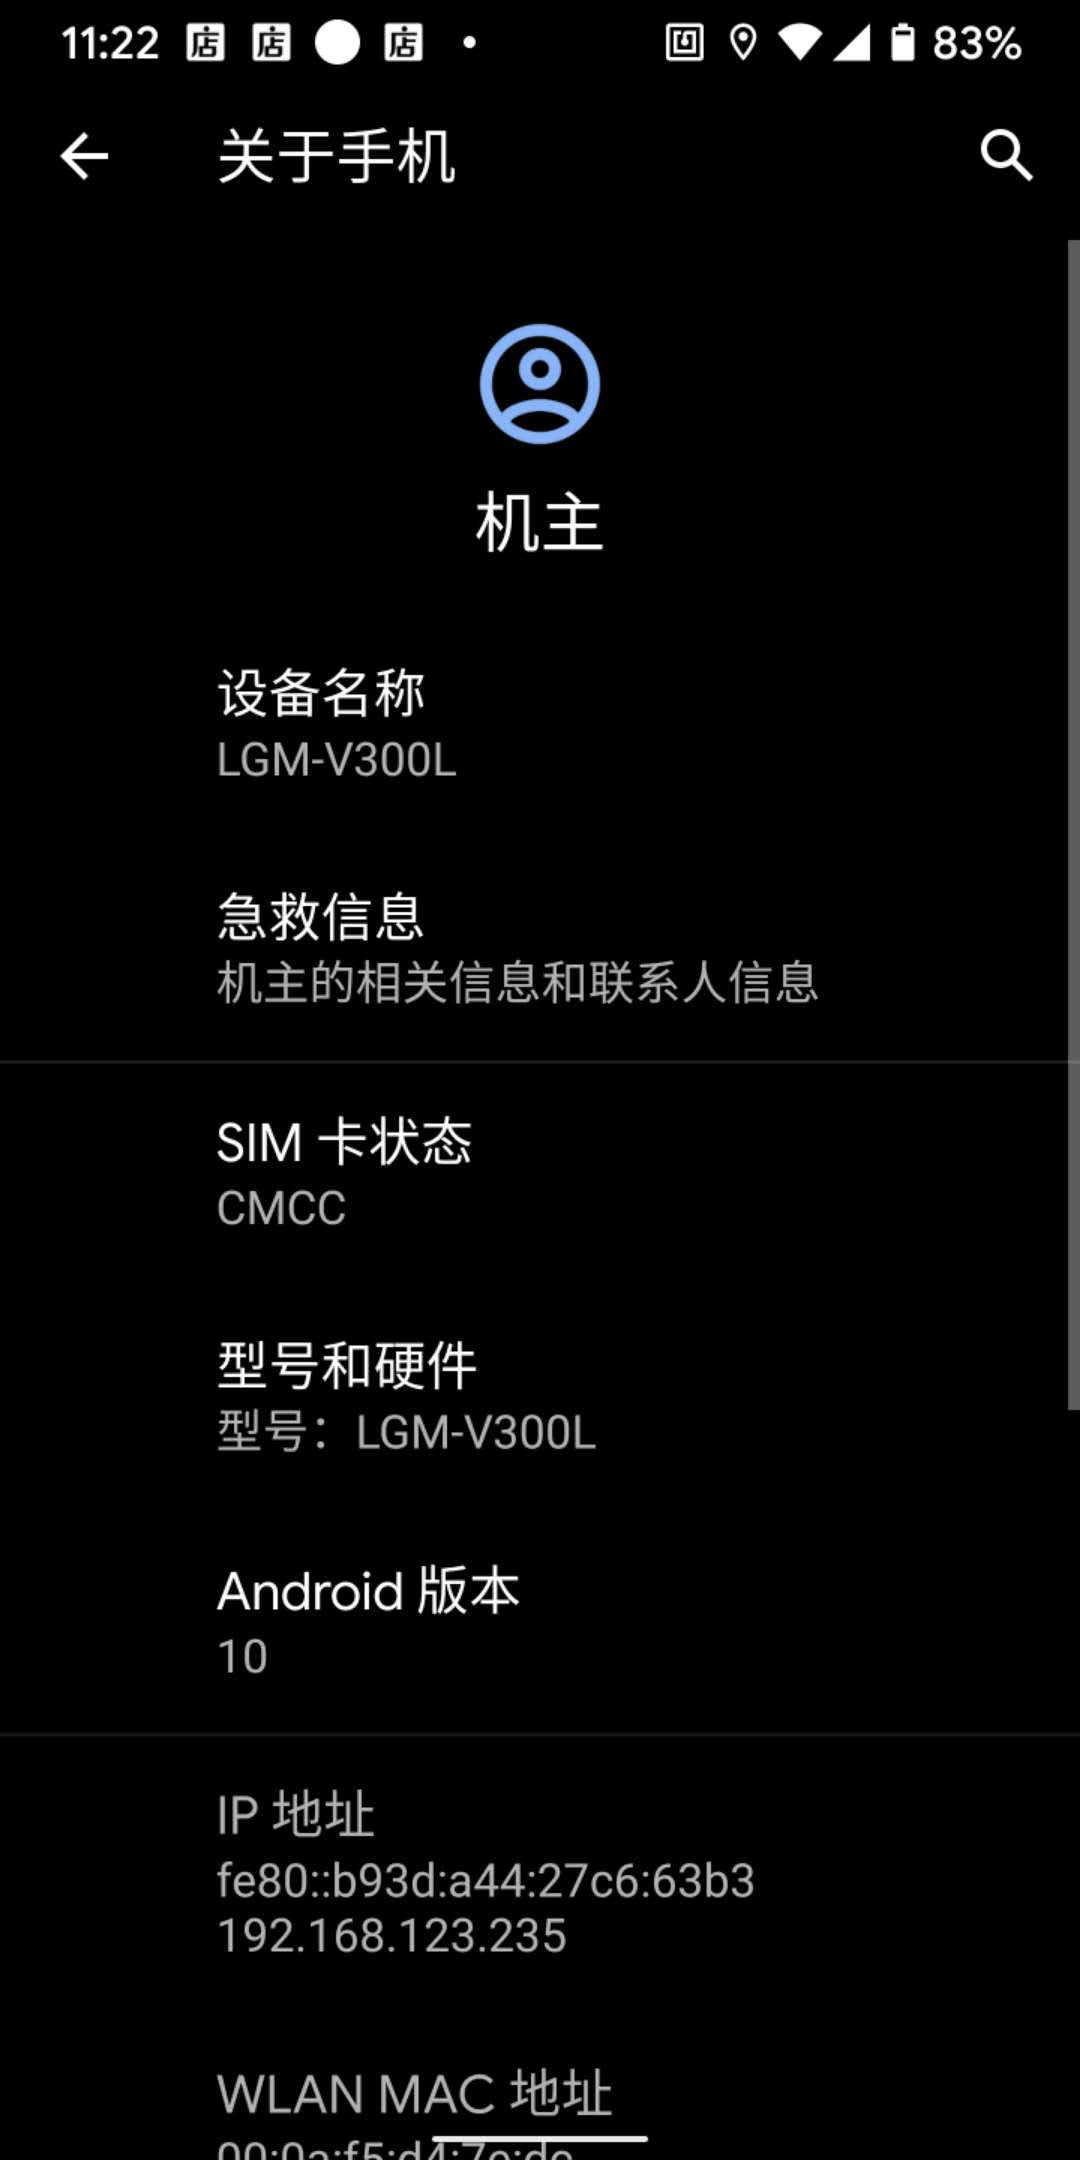 11:22 店 店 店 83%
关于手机
机主
设备名称
LGM-V300L
急救信息
机主的相关信息和联系人信息
SIM 卡状态
CMCC
型号和硬件
型号：LGM-V300L
Android 版本
10
IP 地址
fe80::b93d:a44:27c6:63b3
192.168.123.235
WLAN MAC 地址